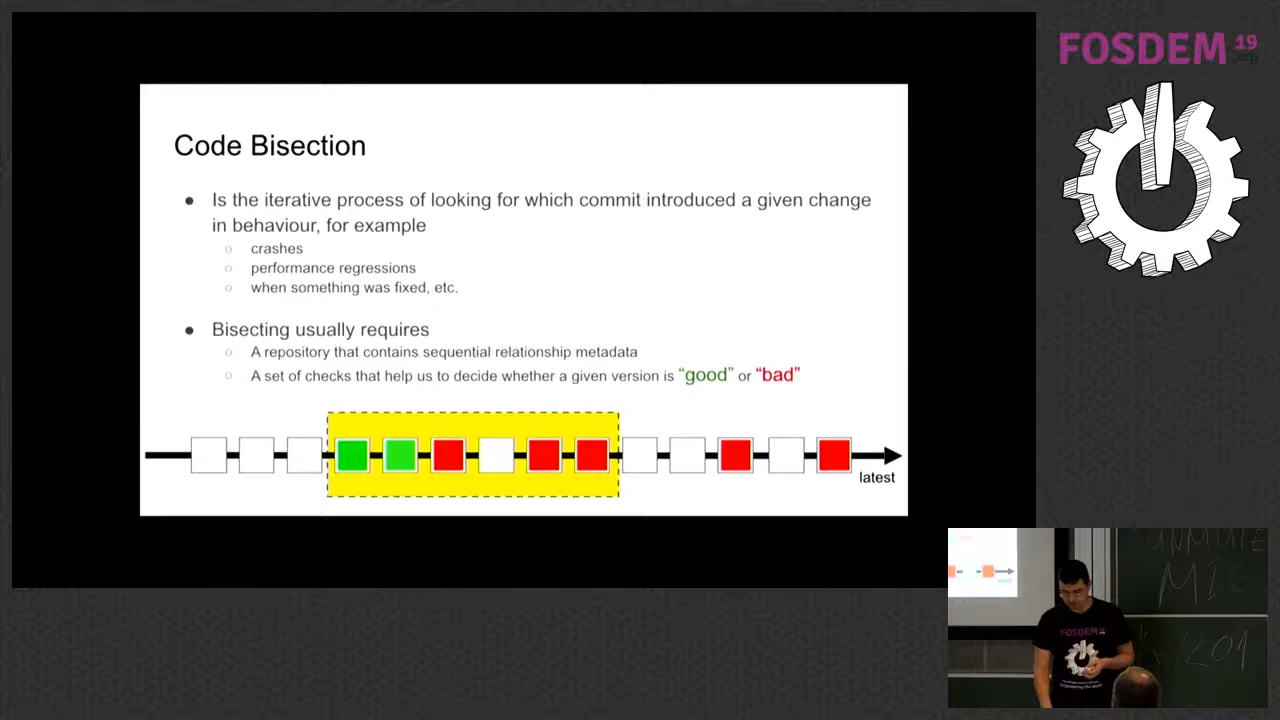 FOSDEM 19
Code Bisection
● Is the iterative process of looking for which commit introduced a given change
in behaviour, for example
○ crashes
○ performance regressions
○ when something was fixed, etc.
● Bisecting usually requires
○ A repository that contains sequential relationship metadata
○ A set of checks that help us to decide whether a given version is “good” or “bad”
latest
FOSDEM